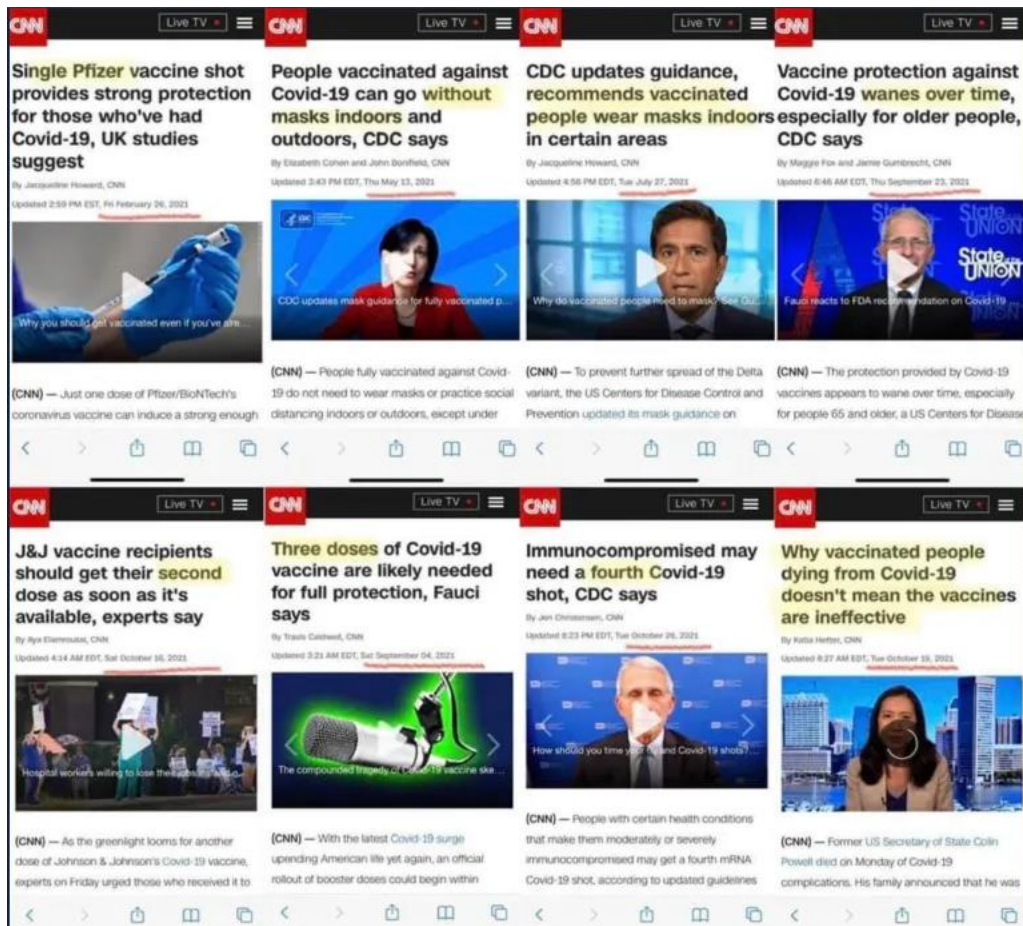 CNN
Live TV
Single Pfizer vaccine shot
provides strong protection
for those who've had
Covid-19, UK studies
suggest
By Jacqueline Howard, CNN
Updated 2:59 PM EST, Fri February 26, 2021
Why you should get vaccinated even if you've alre...
(CNN) — Just one dose of Pfizer/BioNTech's
coronavirus vaccine can induce a strong enough
CNN
Live TV
People vaccinated against
Covid-19 can go without
masks indoors and
outdoors, CDC says
By Elizabeth Cohen and John Bonifield, CNN
Updated 3:43 PM EDT, Thu May 13, 2021
CDC
CDC updates mask guidance for fully vaccinated p...
(CNN) — People fully vaccinated against Covid-
19 do not need to wear masks or practice social
distancing indoors or outdoors, except under
CNN
Live TV
CDC updates guidance,
recommends vaccinated
people wear masks indoors
in certain areas
By Jacqueline Howard, CNN
Updated 4:56 PM EDT, Tue July 27, 2021
Why do vaccinated people need to mask? See Gu...
(CNN) — To prevent further spread of the Delta
variant, the US Centers for Disease Control and
Prevention updated its mask guidance on
CNN
Live TV
Vaccine protection against
Covid-19 wanes over time,
especially for older people,
CDC says
By Maggie Fox and Jamie Gumbrecht, CNN
Updated 6:46 AM EDT, Thu September 23, 2021
State
UNION
State
UNION
Fauci reacts to FDA recommendation on Covid-19
(CNN) — The protection provided by Covid-19
vaccines appears to wane over time, especially
for people 65 and older, a US Centers for Disease
CNN
Live TV
J&J vaccine recipients
should get their second
dose as soon as it's
available, experts say
By Aya Elamroussi, CNN
Updated 4:14 AM EDT, Sat October 16, 2021
Hospital workers willing to lose their jobs
(CNN) — As the greenlight looms for another
dose of Johnson & Johnson's Covid-19 vaccine,
experts on Friday urged those who received it to
CNN
Live TV
Three doses of Covid-19
vaccine are likely needed
for full protection, Fauci
says
By Travis Caldwell, CNN
Updated 3:21 AM EDT, Sat September 04, 2021
The compounded tragedy of Covid-19 vaccine ske...
(CNN) — With the latest Covid-19 surge
upending American life yet again, an official
rollout of booster doses could begin within
CNN
Live TV
Immunocompromised may
need a fourth Covid-19
shot, CDC says
By Jen Christensen, CNN
Updated 8:23 PM EDT, Tue October 26, 2021
How should you time your flu and Covid-19 shots?...
(CNN) — People with certain health conditions
that make them moderately or severely
immunocompromised may get a fourth mRNA
Covid-19 shot, according to updated guidelines
CNN
Live TV
Why vaccinated people
dying from Covid-19
doesn't mean the vaccines
are ineffective
By Katia Hetter, CNN
Updated 8:27 AM EDT, Tue October 19, 2021
(CNN) — Former US Secretary of State Colin
Powell died on Monday of Covid-19
complications. His family announced that he was